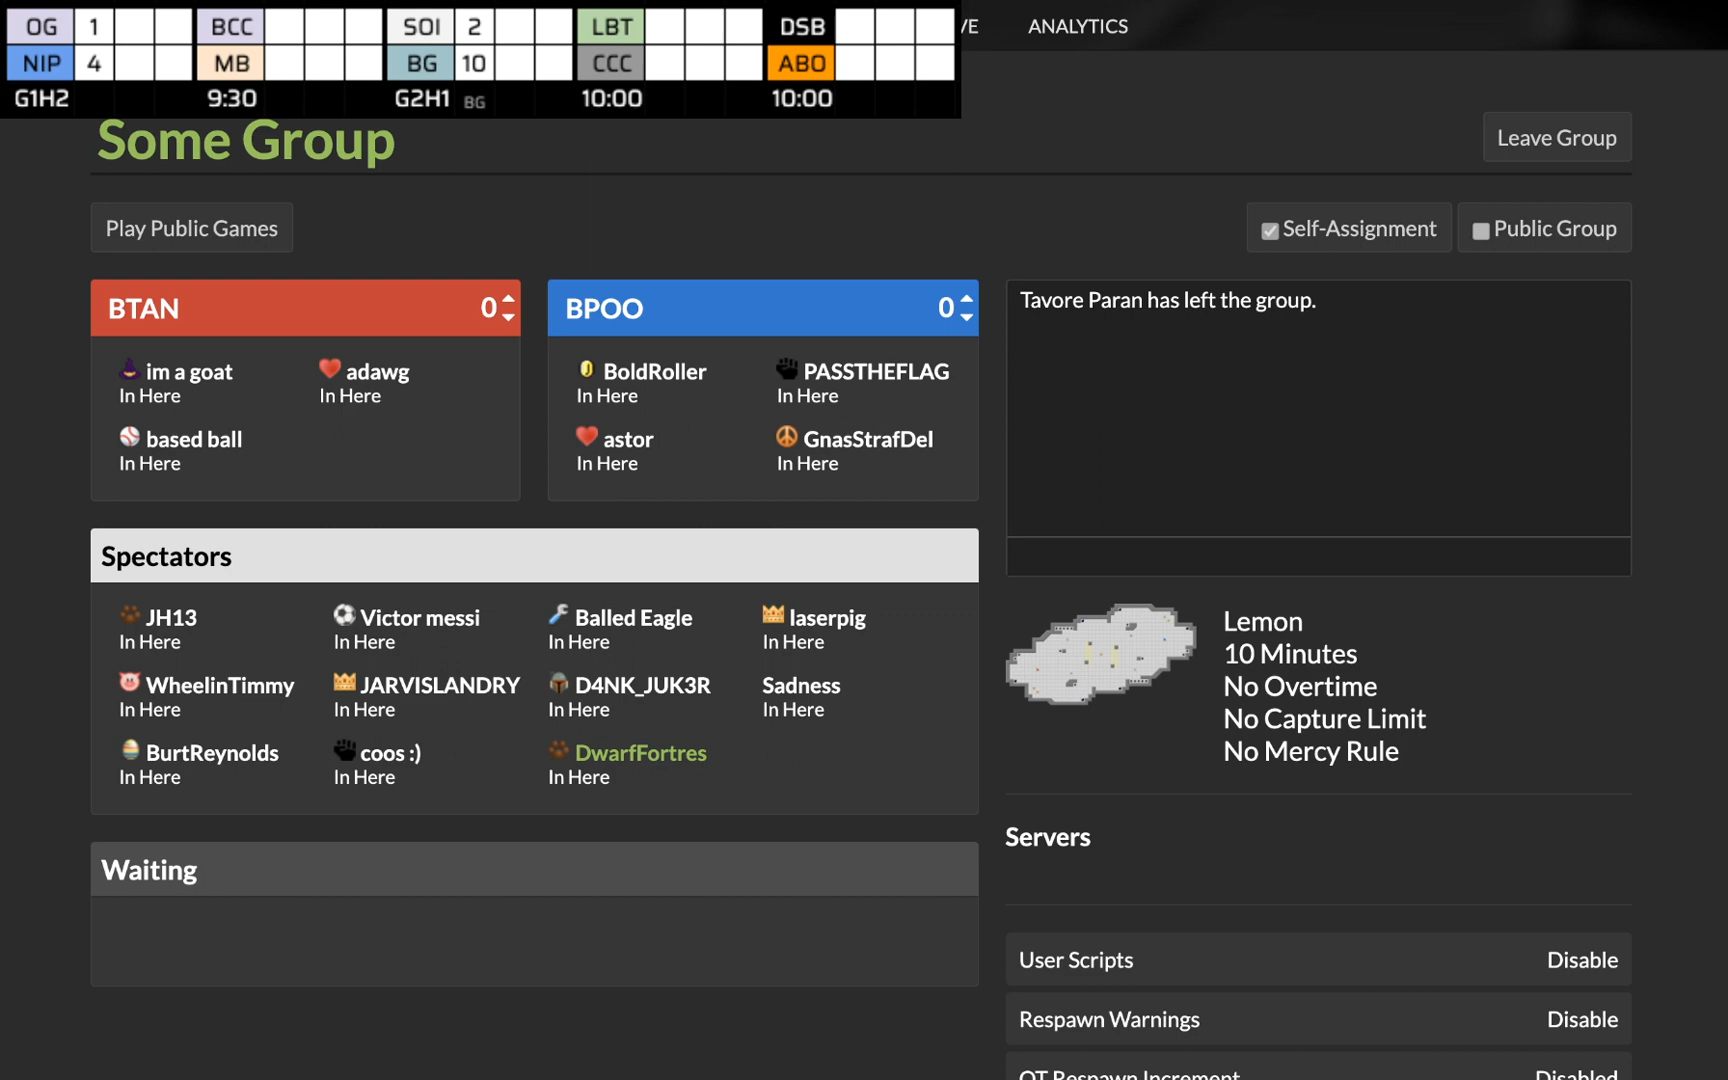 OG 1 BCC SOI 2 LBT DSB
NIP 4 MB BG 10 CCC ABO
G1H2 9:30 G2H1 BG 10:00 10:00
ANALYTICS
Some Group
Leave Group
Play Public Games
Self-Assignment
Public Group
BTAN 0
im a goat
In Here
adawg
In Here
based ball
In Here
BPOO 0
BoldRoller
In Here
PASSTHEFLAG
In Here
astor
In Here
GnasStrafDel
In Here
Tavore Paran has left the group.
Spectators
JH13
In Here
Victor messi
In Here
Balled Eagle
In Here
laserpig
In Here
WheelinTimmy
In Here
JARVISLANDRY
In Here
D4NK_JUK3R
In Here
Sadness
In Here
BurtReynolds
In Here
coos :)
In Here
DwarfFortres
In Here
Waiting
Lemon
10 Minutes
No Overtime
No Capture Limit
No Mercy Rule
Servers
User Scripts Disable
Respawn Warnings Disable
OT Respawn Increment Disabled